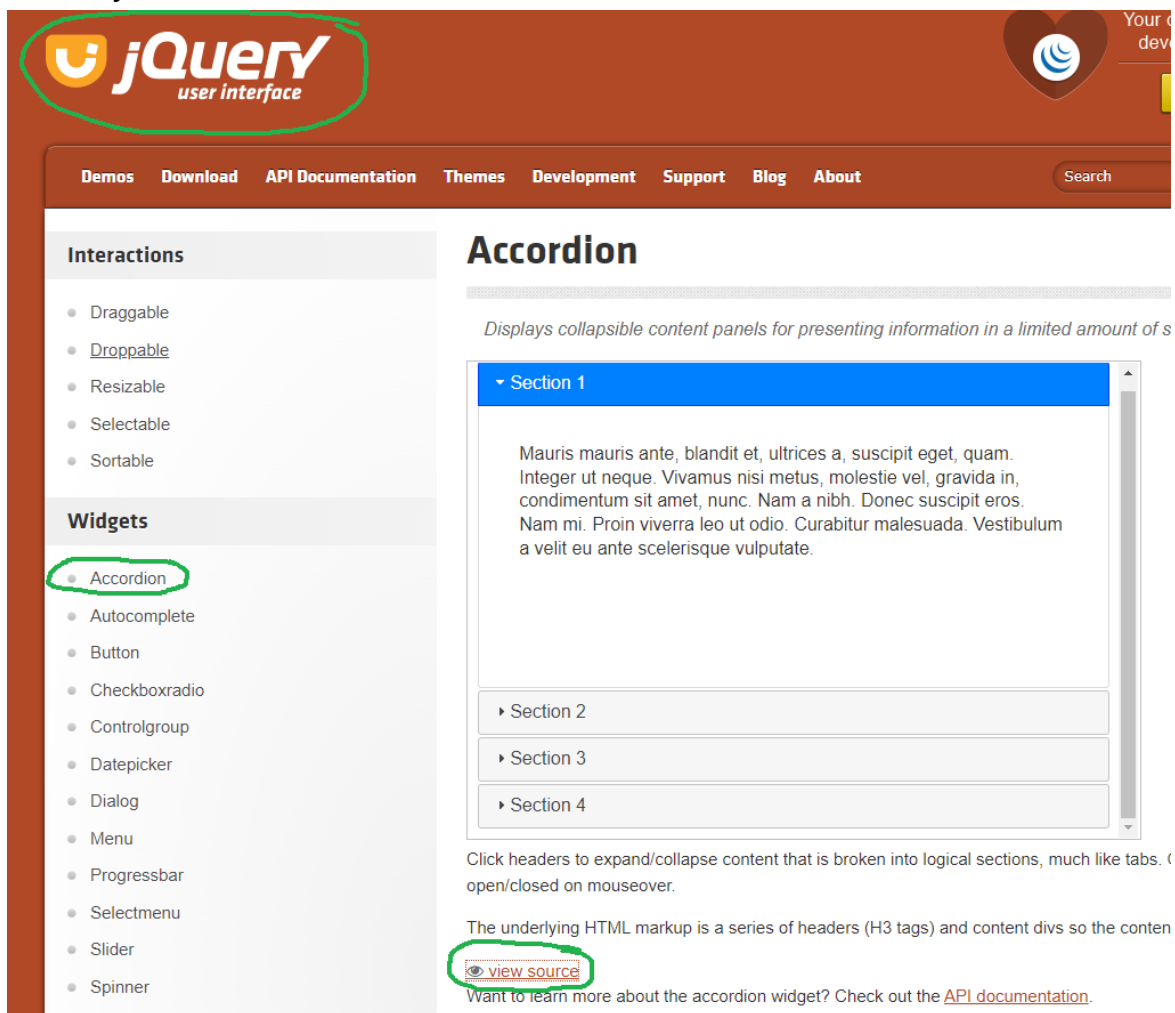 Your
jQuery
user interface
Demos Download API Documentation Themes Development Support Blog About Search
Interactions
Draggable
Droppable
Resizable
Selectable
Sortable
Widgets
Accordion
Autocomplete
Button
Checkboxradio
Controlgroup
Datepicker
Dialog
Menu
Progressbar
Selectmenu
Slider
Spinner
Accordion
Displays collapsible content panels for presenting information in a limited amount of
Section 1
Mauris mauris ante, blandit et, ultrices a, suscipit eget, quam.
Integer ut neque. Vivamus nisi metus, molestie vel, gravida in,
condimentum sit amet, nunc. Nam a nibh. Donec suscipit eros.
Nam mi. Proin viverra leo ut odio. Curabitur malesuada. Vestibulum
a velit eu ante scelerisque vulputate.
Section 2
Section 3
Section 4
Click headers to expand/collapse content that is broken into logical sections, much like tabs.
open/closed on mouseover.
The underlying HTML markup is a series of headers (H3 tags) and content divs so the conten
view source
Want to learn more about the accordion widget? Check out the API documentation.